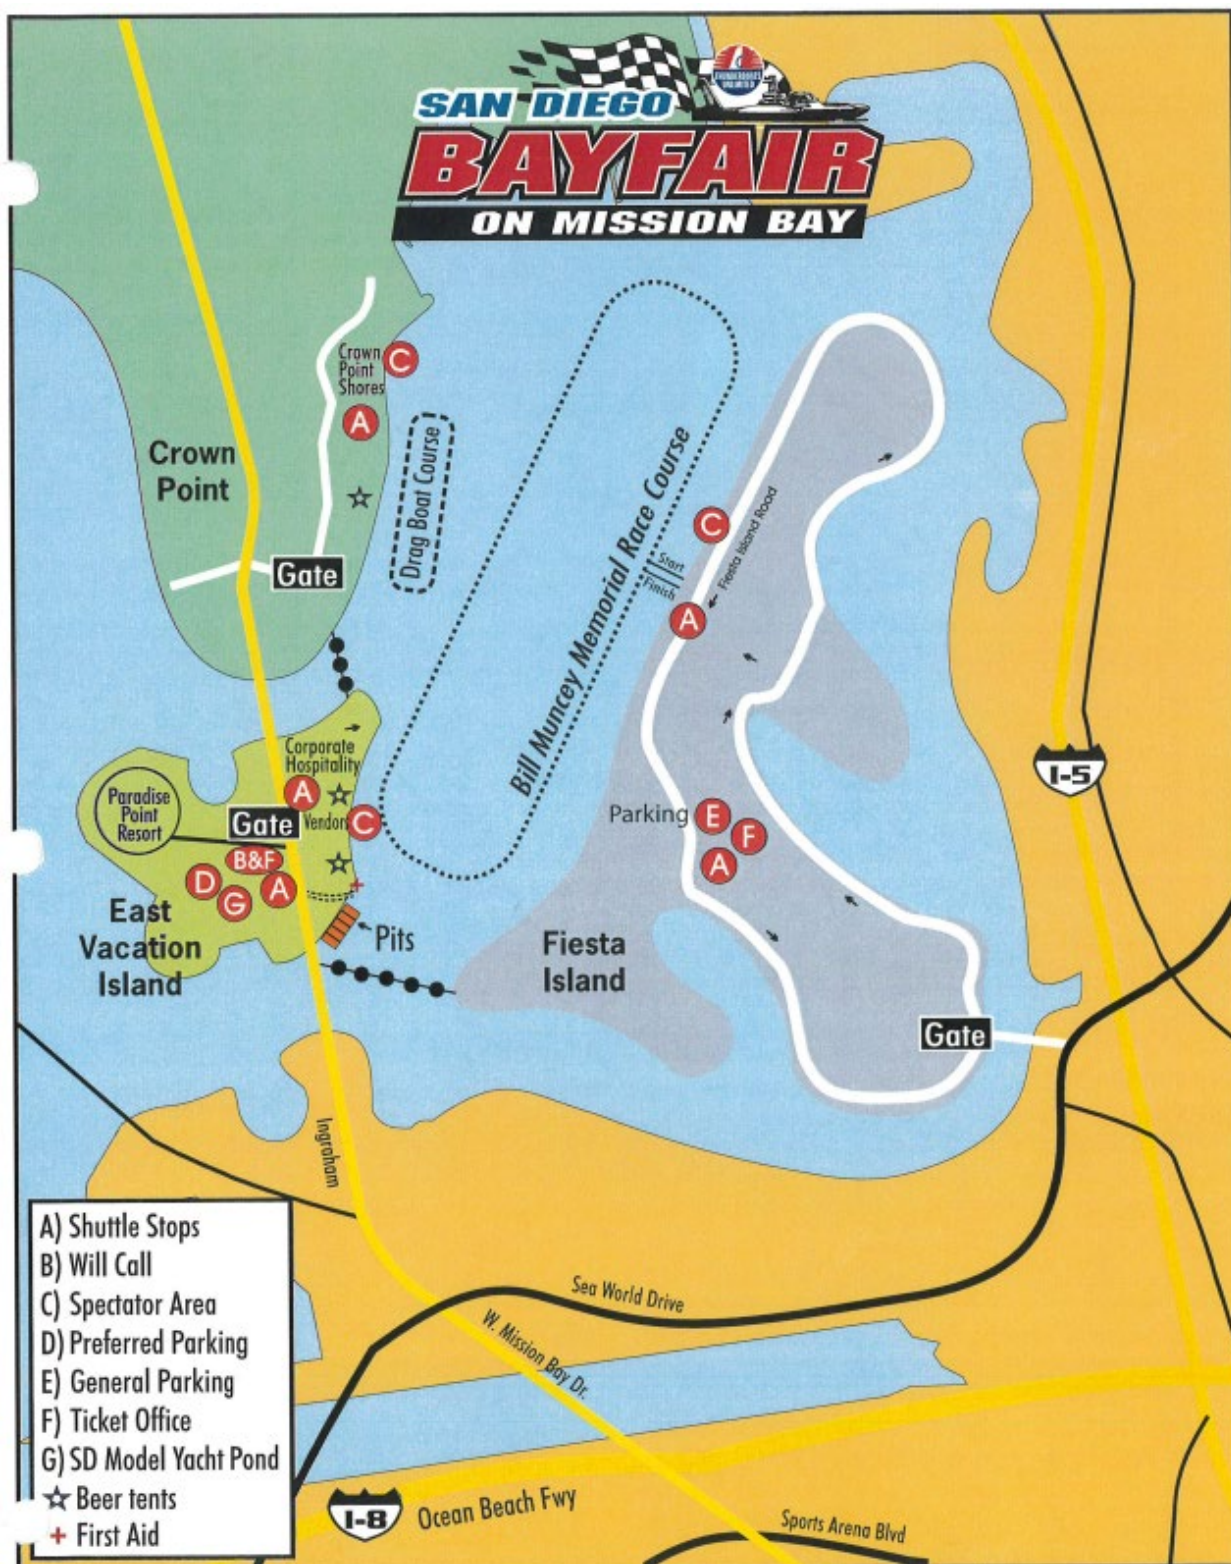 SAN DIEGO
BAYFAIR
ON MISSION BAY
THUNDERBOATS
UNLIMITED
Crown
Point
Shores
C
A
Crown
Point
Drag Boat Course
Bill Muncey Memorial Race Course
Gate
C
Start
Finish
Fiesta Island Road
A
Corporate
Hospitality
A
Paradise
Point
Resort
Gate
Vendors
C
B&F
D
G
A
East
Vacation
Island
Pits
Parking
E
F
A
Fiesta
Island
I-5
Gate
Ingraham
Sea World Drive
W. Mission Bay Dr.
I-8
Ocean Beach Fwy
Sports Arena Blvd
A) Shuttle Stops
B) Will Call
C) Spectator Area
D) Preferred Parking
E) General Parking
F) Ticket Office
G) SD Model Yacht Pond
Beer tents
First Aid